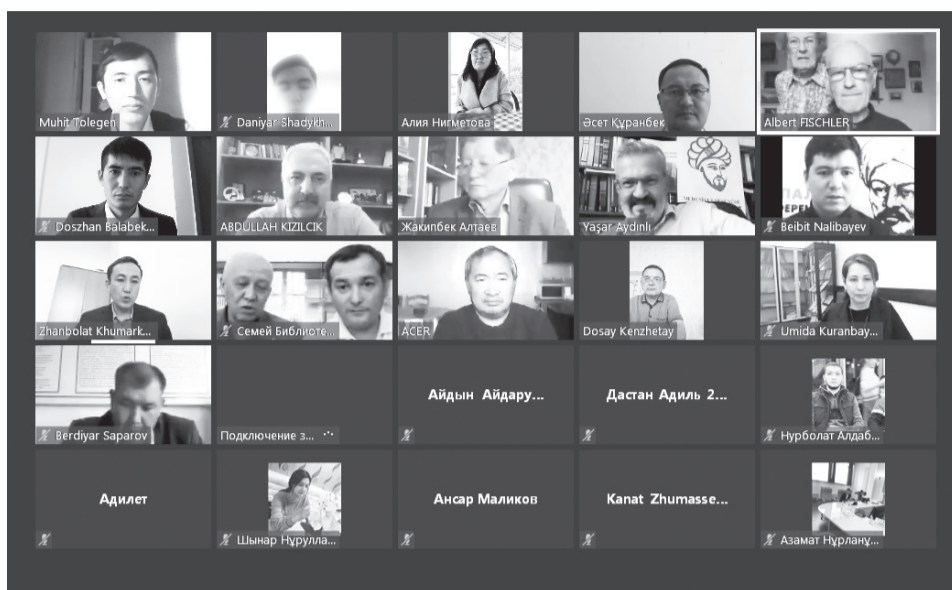 Muhit Tolegen
Daniyar Shadykh...
Алия Нигметова
Әсет Құранбек
Albert FISCHLER
Doszhan Balabek...
ABDULLAH KIZILCIK
Жакипбек Алтаев
Yaşar Aydınlı
Beibit Nalibayev
Zhanbolat Khumark...
Семей Библиоте...
ACER
Dosay Kenzhetay
Umida Kuranbay...
Berdiyar Saparov
Подключение з...
Айдын Айдару...
Дастан Адиль 2...
Нурболат Алдаб...
Адилет
Шынар Нұрулла...
Ансар Маликов
Kanat Zhumasse...
Азамат Нұрланұ...